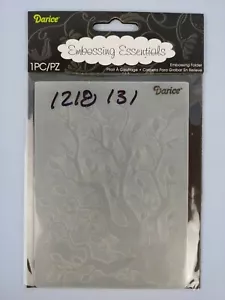 Darice
Embossing Essentials
1PC/PZ
Embossing Folder
Darice
1218 131